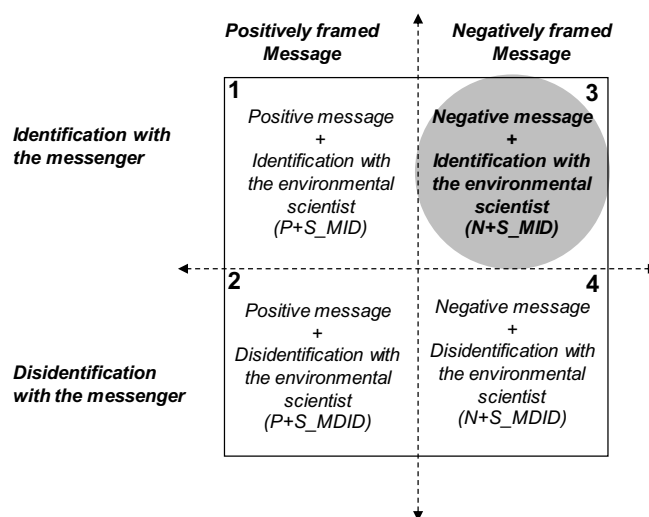 Positively framed
Message
Negatively framed
Message
Identification with
the messenger
1
Positive message
+
Identification with
the environmental
scientist
(P+S_MID)
3
Negative message
+
Identification with
the environmental
scientist
(N+S_MID)
Disidentification
with the messenger
2
Positive message
+
Disidentification with
the environmental
scientist
(P+S_MDID)
4
Negative message
+
Disidentification with
the environmental
scientist
(N+S_MDID)